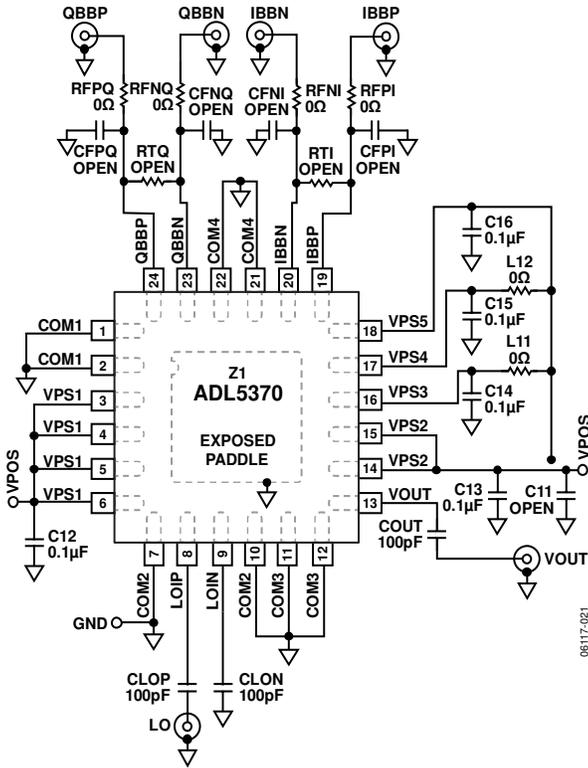 QBBP
QBBN
IBBN
IBBP
RFPQ
0Ω
RFNQ
0Ω
CFNQ
OPEN
CFNI
OPEN
RFNI
0Ω
RFPI
0Ω
CFPQ
OPEN
RTQ
OPEN
RTI
OPEN
CFPI
OPEN
QBBP
QBBN
COM4
COM4
IBBN
IBBP
24
23
22
21
20
19
C16
0.1µF
L12
0Ω
C15
0.1µF
L11
0Ω
C14
0.1µF
COM1
1
COM1
2
VPS1
3
VPS1
4
VPS1
5
VPS1
6
VPOS
C12
0.1µF
Z1
ADL5370
EXPOSED
PADDLE
18
VPS5
17
VPS4
16
VPS3
15
VPS2
14
VPS2
13
VOUT
VPOS
C13
0.1µF
C11
OPEN
COUT
100pF
VOUT
7
8
9
10
11
12
COM2
LOIP
LOIN
COM2
COM3
COM3
GND
CLOP
100pF
CLON
100pF
LO
06117-021